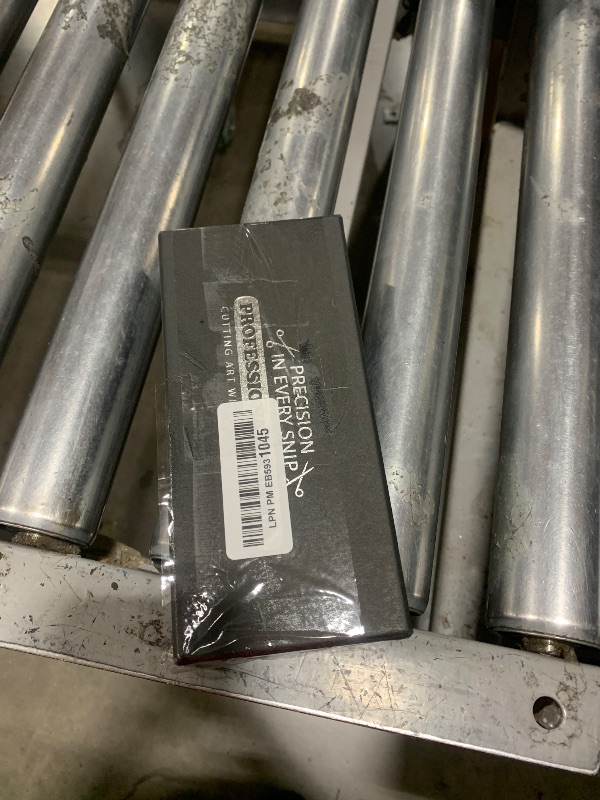 PRECISION
IN EVERY SNIP
PROFESSIO
CUTTING ART W
LPN PM EB5931045